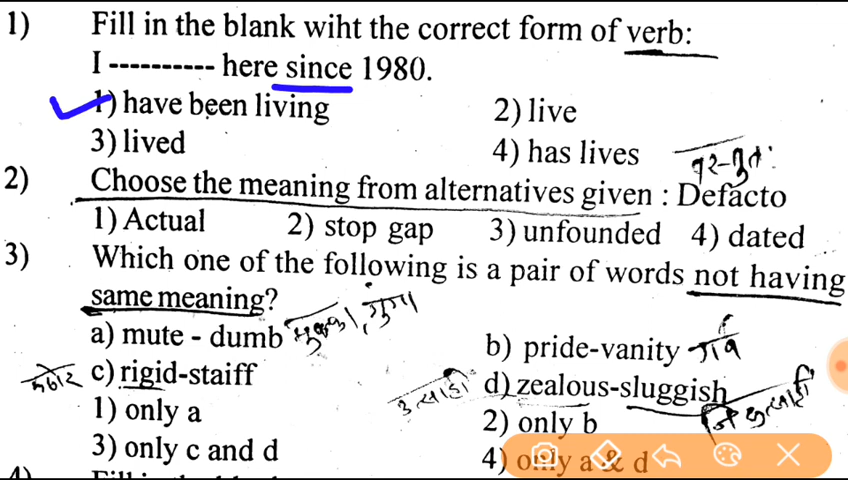 1) Fill in the blank wiht the correct form of verb:
I ---------- here since 1980.
1) have been living 2) live
3) lived 4) has lives
2) Choose the meaning from alternatives given : Defacto
1) Actual 2) stop gap 3) unfounded 4) dated
3) Which one of the following is a pair of words not having
same meaning?
a) mute - dumb b) pride-vanity गर्व
कठोर c) rigid-staiff उत्साही d) zealous-sluggish
1) only a 2) only b
3) only c and d 4) only a & d